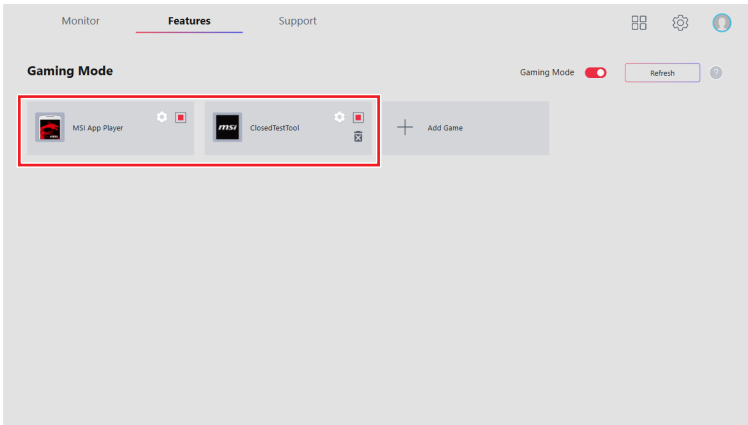 Monitor Features Support
Gaming Mode
Gaming Mode Refresh ?
MSI App Player
msi ClosedTestTool
Add Game